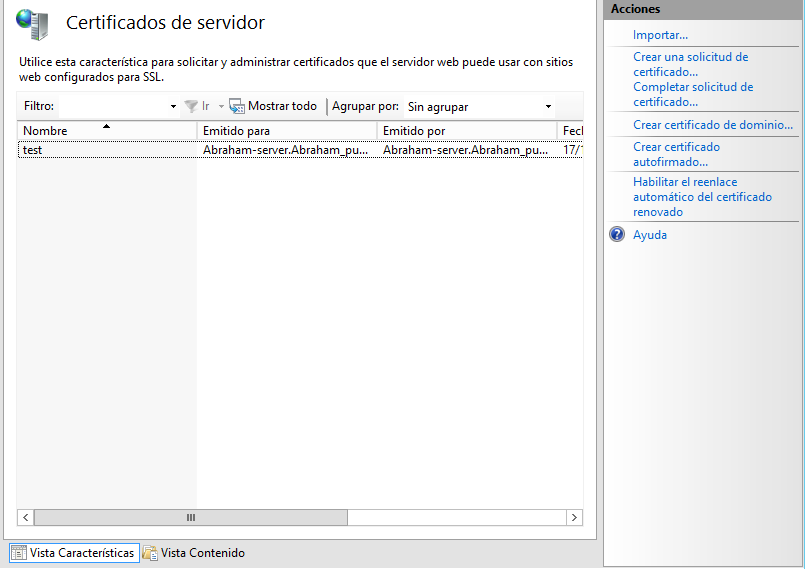 Certificados de servidor
Utilice esta característica para solicitar y administrar certificados que el servidor web puede usar con sitios
web configurados para SSL.
Filtro: Ir Mostrar todo Agrupar por: Sin agrupar
Nombre Emitido para Emitido por Fecl
test Abraham-server.Abraham_pu... Abraham-server.Abraham_pu... 17/1
Vista Características Vista Contenido
Acciones
Importar...
Crear una solicitud de
certificado...
Completar solicitud de
certificado...
Crear certificado de dominio...
Crear certificado
autofirmado...
Habilitar el reenlace
automático del certificado
renovado
Ayuda